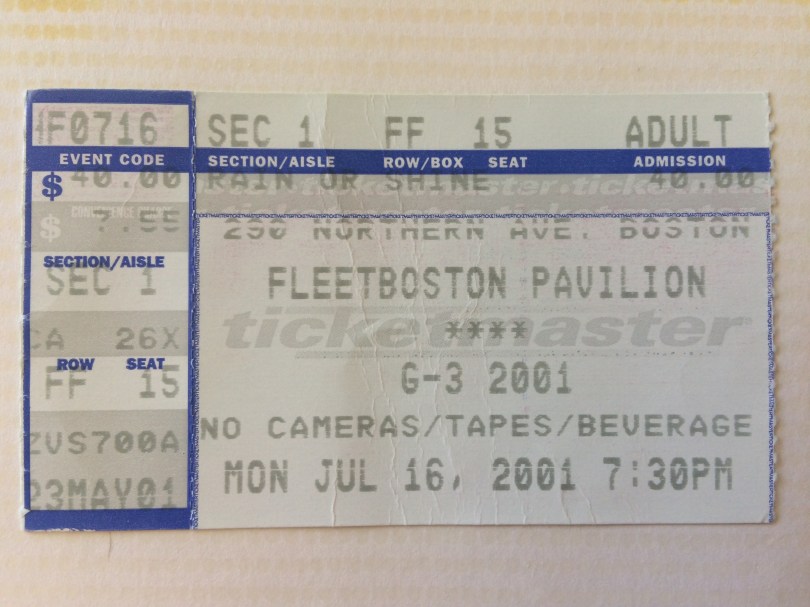 HF0716
EVENT CODE
$ 40.00
CONVENIENCE CHARGE
$ 7.55
SECTION/AISLE
SEC 1
CA 26X
ROW SEAT
FF 15
ZVS700A
23MAY01
SEC 1 FF 15 ADULT
SECTION/AISLE ROW/BOX SEAT ADMISSION
RAIN OR SHINE 40.00
290 NORTHERN AVE. BOSTON
FLEETBOSTON PAVILION
ticketmaster
****
G-3 2001
NO CAMERAS/TAPES/BEVERAGE
MON JUL 16, 2001 7:30PM